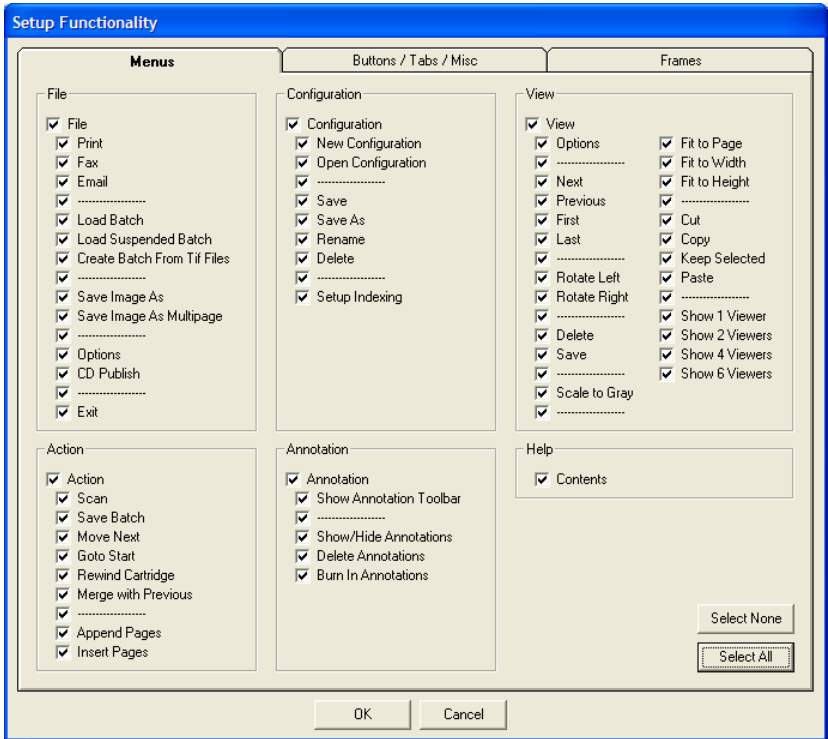 Setup Functionality
Menus
Buttons / Tabs / Misc
Frames
File
File
Print
Fax
Email
-------------------
Load Batch
Load Suspended Batch
Create Batch From Tif Files
-------------------
Save Image As
Save Image As Multipage
-------------------
Options
CD Publish
-------------------
Exit
Configuration
Configuration
New Configuration
Open Configuration
-------------------
Save
Save As
Rename
Delete
-------------------
Setup Indexing
View
View
Options
-------------------
Next
Previous
First
Last
-------------------
Rotate Left
Rotate Right
-------------------
Delete
Save
-------------------
Scale to Gray
-------------------
Fit to Page
Fit to Width
Fit to Height
-------------------
Cut
Copy
Keep Selected
Paste
-------------------
Show 1 Viewer
Show 2 Viewers
Show 4 Viewers
Show 6 Viewers
Action
Action
Scan
Save Batch
Move Next
Goto Start
Rewind Cartridge
Merge with Previous
-------------------
Append Pages
Insert Pages
Annotation
Annotation
Show Annotation Toolbar
-------------------
Show/Hide Annotations
Delete Annotations
Burn In Annotations
Help
Contents
Select None
Select All
OK
Cancel